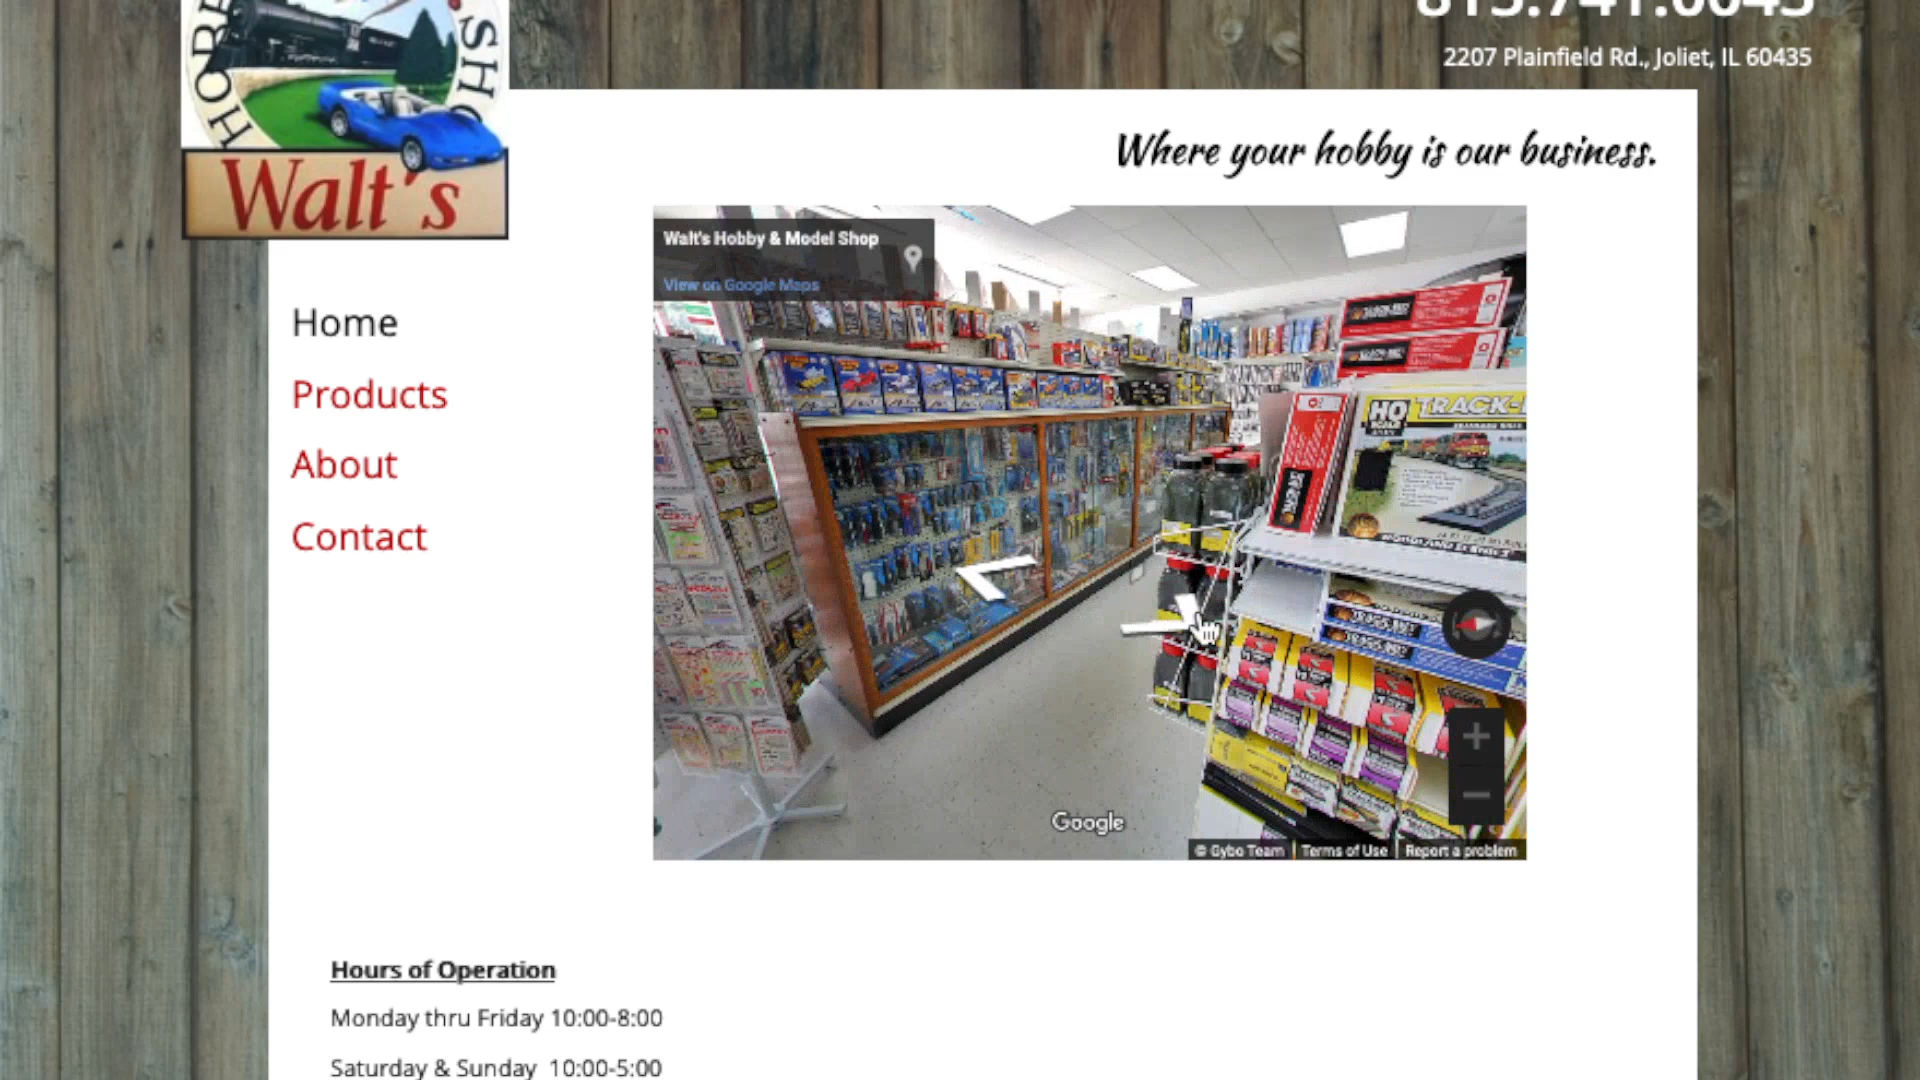 Walt's
2207 Plainfield Rd., Joliet, IL 60435
Where your hobby is our business.
Home
Products
About
Contact
Walt's Hobby & Model Shop
View on Google Maps
HO
SCALE
Google
© Gybo Team
Terms of Use
Report a problem
Hours of Operation
Monday thru Friday 10:00-8:00
Saturday & Sunday 10:00-5:00